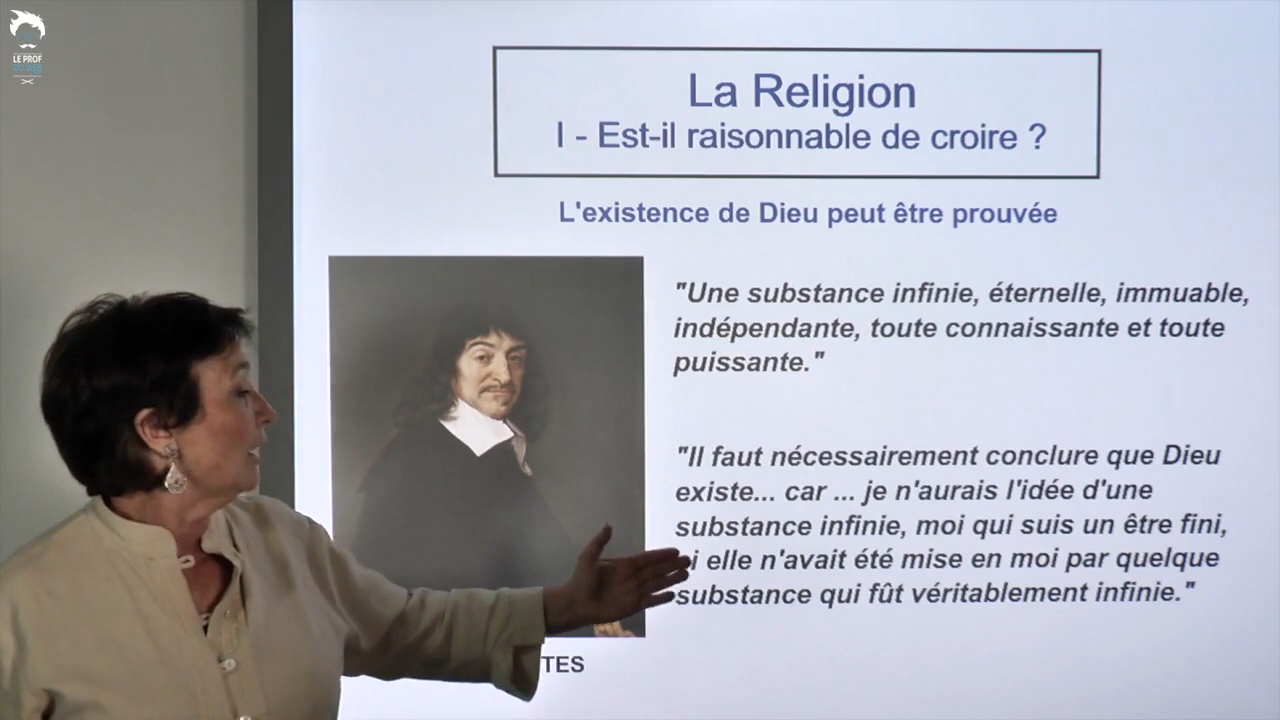 LE PROF
La Religion
I - Est-il raisonnable de croire ?
L'existence de Dieu peut être prouvée
"Une substance infinie, éternelle, immuable,
indépendante, toute connaissante et toute
puissante."
"Il faut nécessairement conclure que Dieu
existe... car ... je n'aurais l'idée d'une
substance infinie, moi qui suis un être fini,
i elle n'avait été mise en moi par quelque
substance qui fût véritablement infinie."
TES